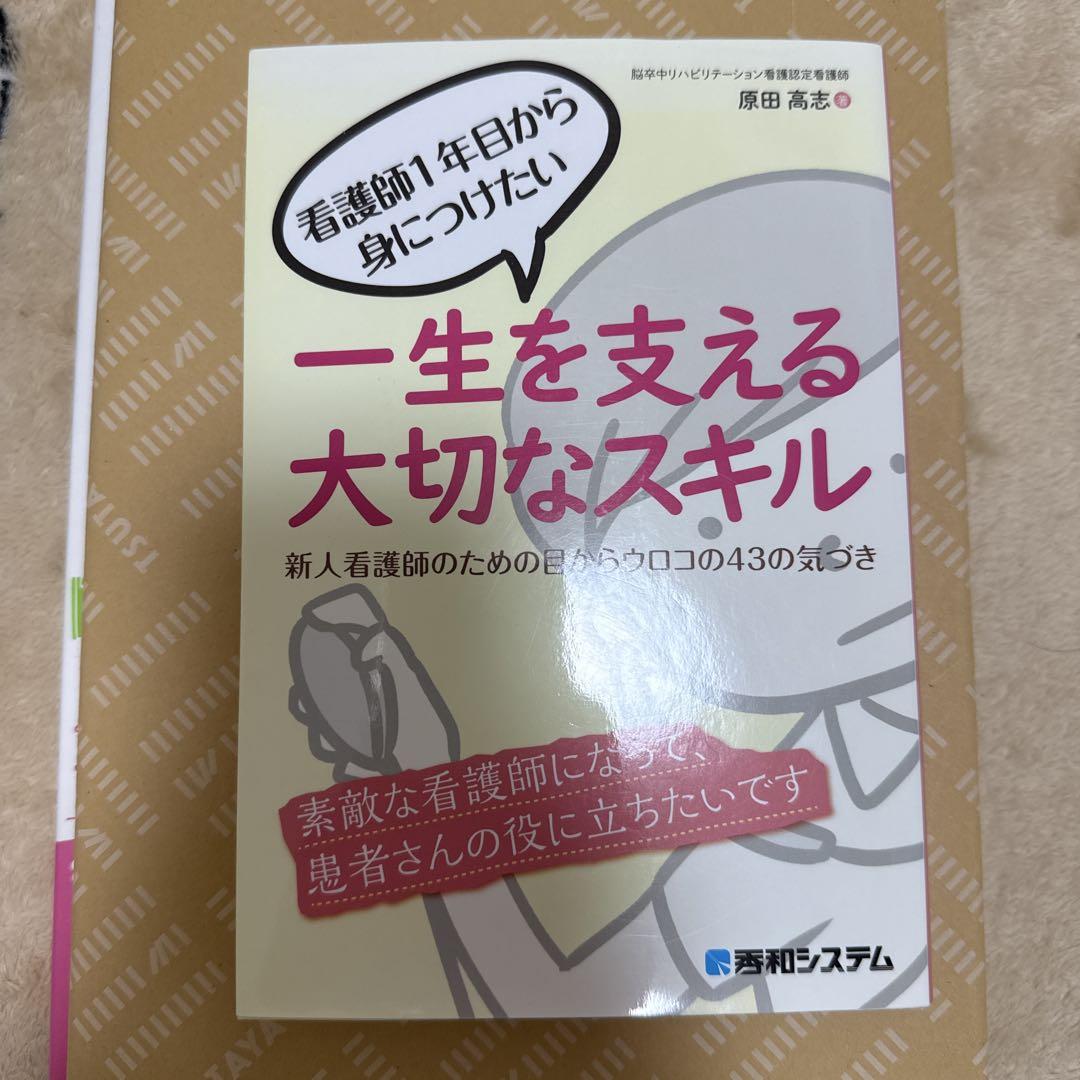 脳卒中リハビリテーション看護認定看護師
原田 高志 著
看護師1年目から
身につけたい
一生を支える
大切なスキル
新人看護師のための目からウロコの43の気づき
素敵な看護師になって、
患者さんの役に立ちたいです
秀和システム
TSUTAYA
TSUTAYA